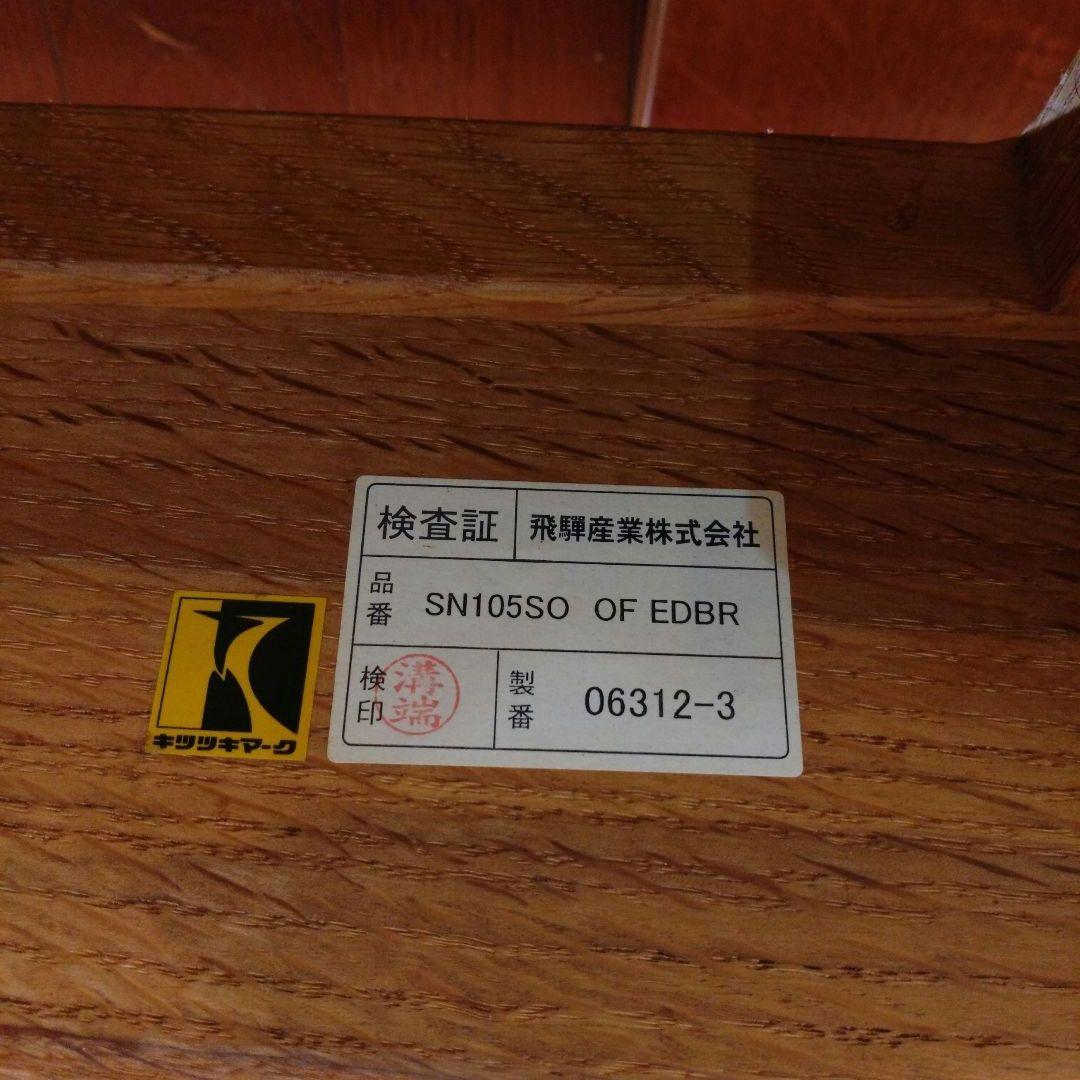 検査証
飛騨産業株式会社
品番
SN105SO OF EDBR
検印
溝端
製番
06312-3
キツツキマーク